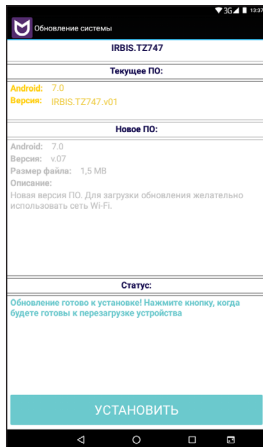 3G 13:37
Обновление системы
IRBIS.TZ747
Текущее ПО:
Android: 7.0
Версия: IRBIS.TZ747.v01
Новое ПО:
Android: 7.0
Версия: v.07
Размер файла: 1,5 MB
Описание:
Новая версия ПО. Для загрузки обновления желательно
использовать сеть Wi-Fi.
Статус:
Обновление готово к установке! Нажмите кнопку, когда
будете готовы к перезагрузке устройства
УСТАНОВИТЬ